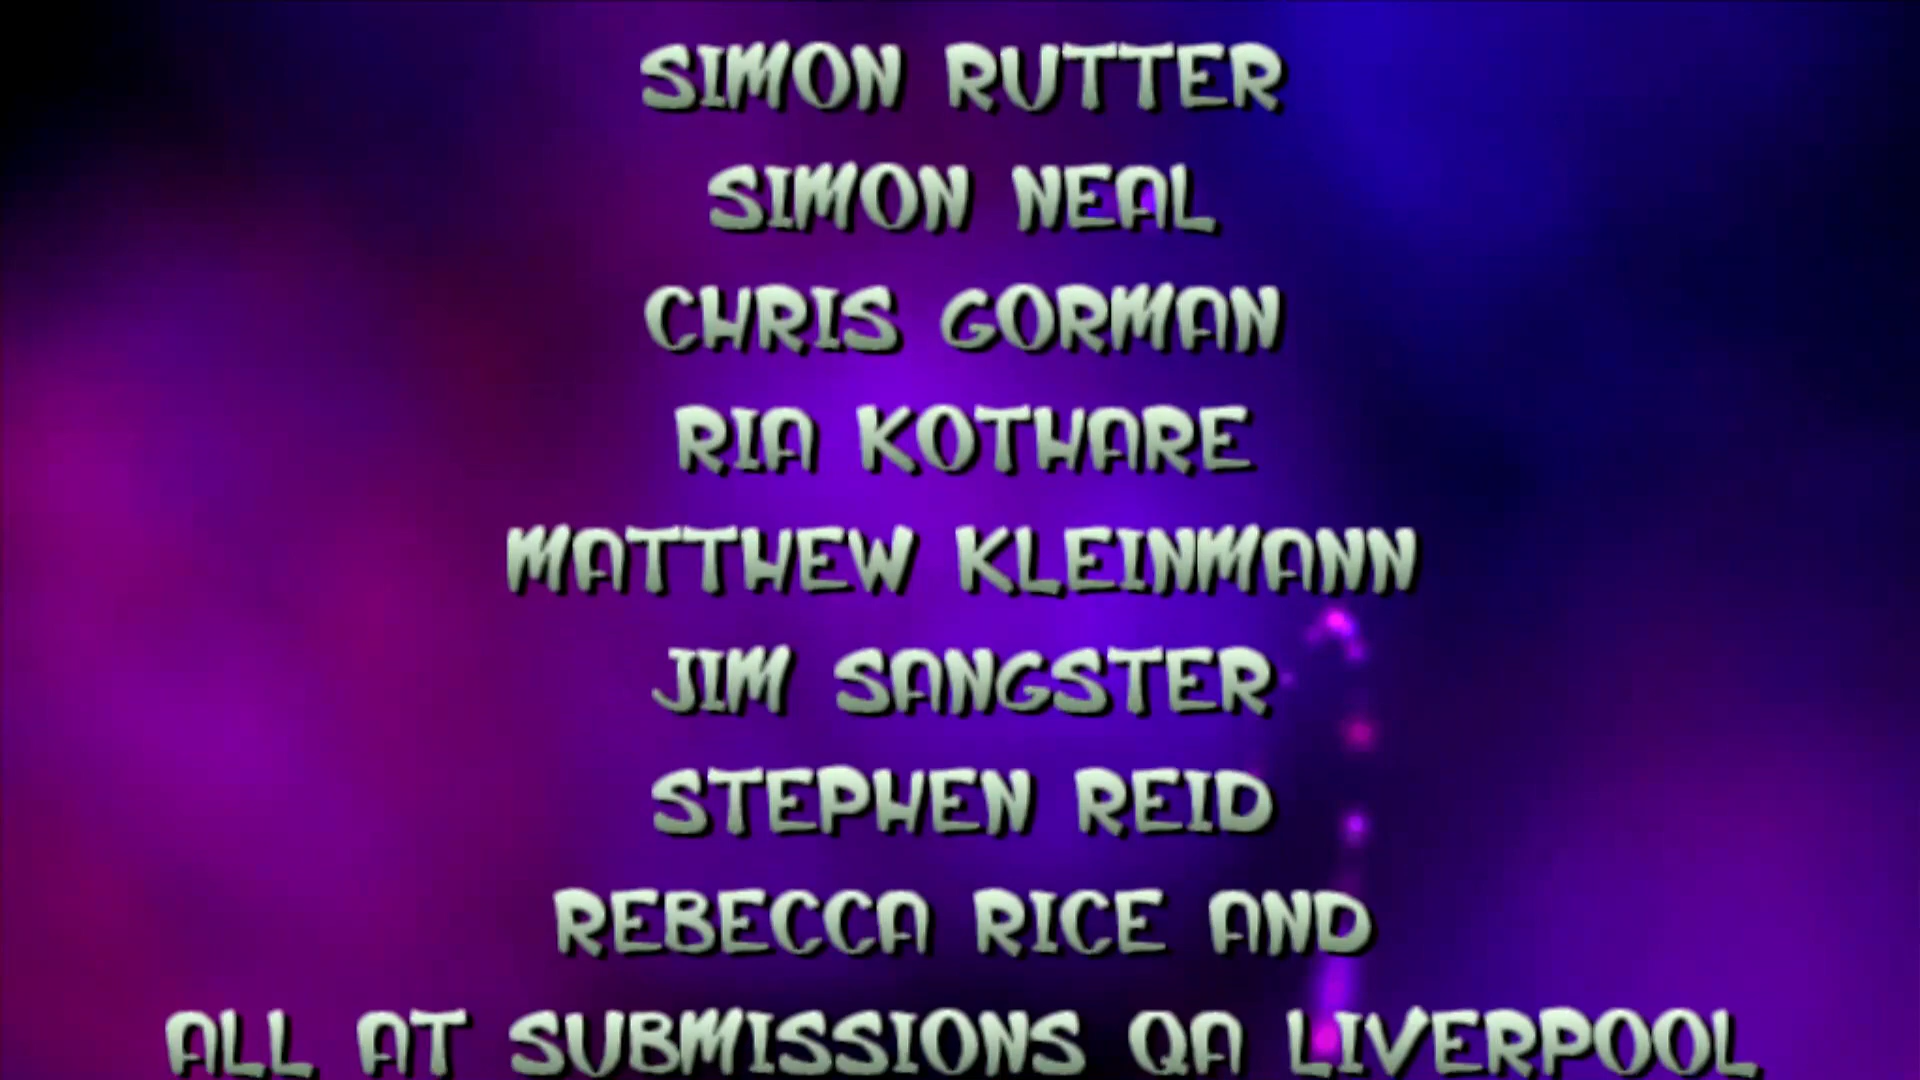 SIMON RUTTER
SIMON NEAL
CHRIS GORMAN
RIA KOTHARE
MATTHEW KLEINMANN
JIM SANGSTER
STEPHEN REID
REBECCA RICE AND
ALL AT SUBMISSIONS QA LIVERPOOL